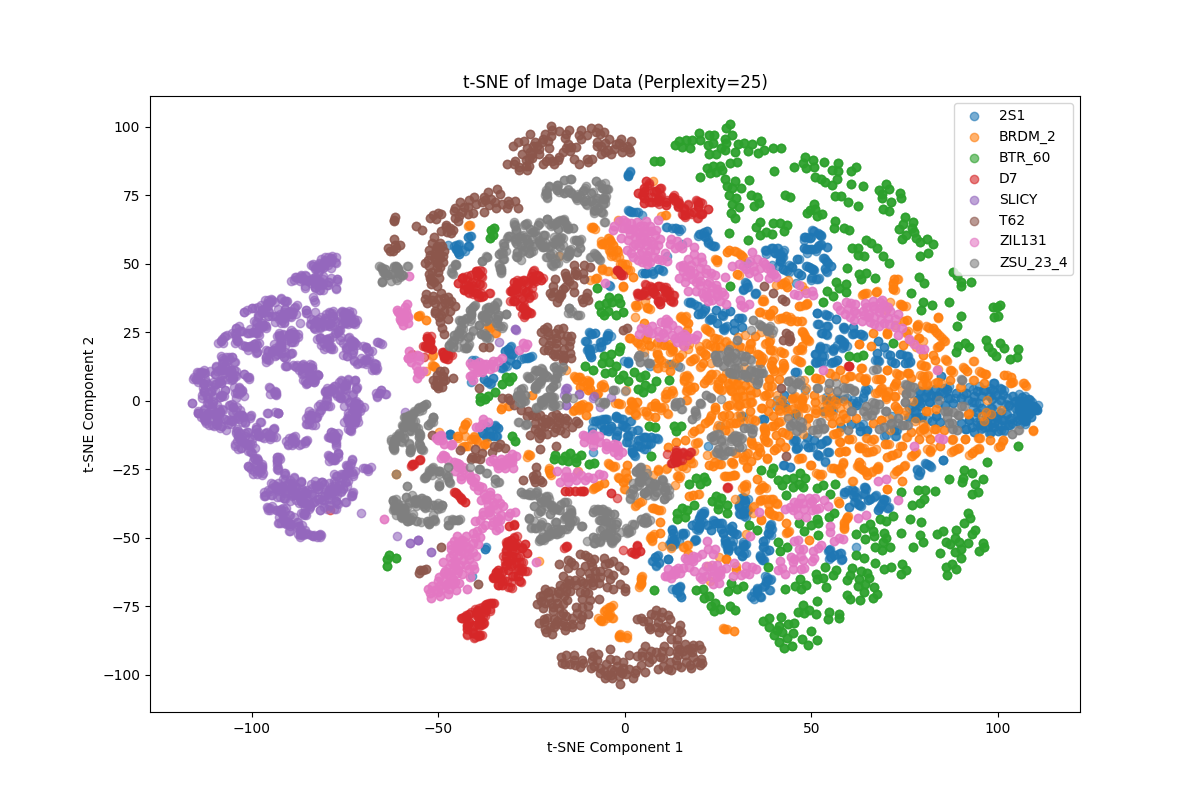 t-SNE of Image Data (Perplexity=25)
2S1
BRDM_2
BTR_60
D7
SLICY
T62
ZIL131
ZSU_23_4
100
75
50
25
0
−25
−50
−75
−100
t-SNE Component 2
−100
−50
0
50
100
t-SNE Component 1